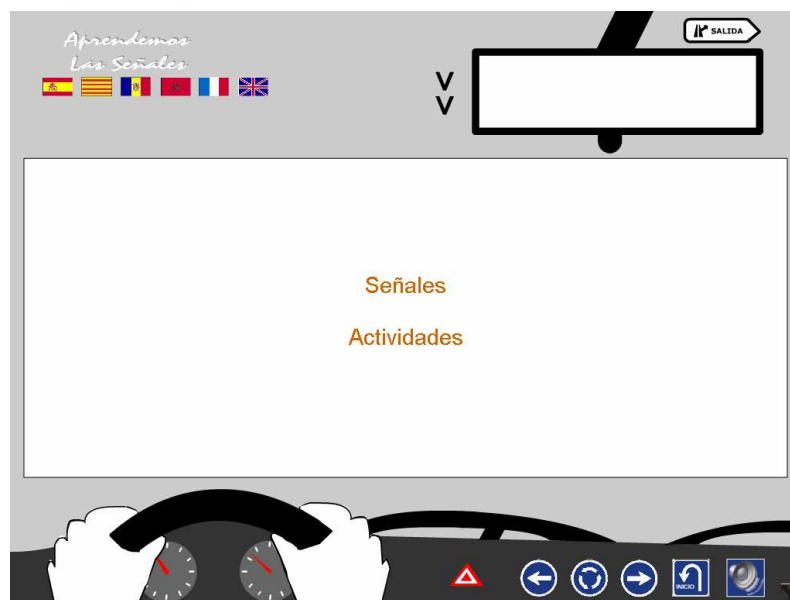 Aprendemos
Las Señales
SALIDA
V
V
Señales
Actividades
INICIO